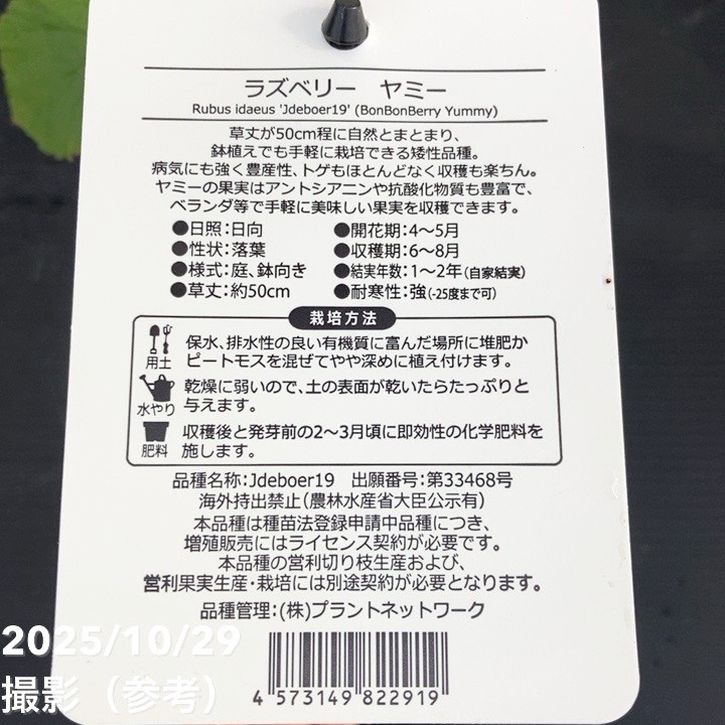 ラズベリー　ヤミー
Rubus idaeus 'Jdeboer19' (BonBonBerry Yummy)
草丈が50cm程に自然とまとまり、
鉢植えでも手軽に栽培できる矮性品種。
病気にも強く豊産性、トゲもほとんどなく収穫も楽ちん。
ヤミーの果実はアントシアニンや抗酸化物質も豊富で、
ベランダ等で手軽に美味しい果実を収穫できます。
●日照:日向　●開花期:4〜5月
●性状:落葉　●収穫期:6〜8月
●様式:庭、鉢向き　●結実年数:1〜2年(自家結実)
●草丈:約50cm　●耐寒性:強(-25度まで可)
栽培方法
用土 保水、排水性の良い有機質に富んだ場所に堆肥か
ピートモスを混ぜてやや深めに植え付けます。
水やり 乾燥に弱いので、土の表面が乾いたらたっぷりと
与えます。
肥料 収穫後と発芽前の2〜3月頃に即効性の化学肥料を
施します。
品種名称:Jdeboer19　出願番号:第33468号
海外持出禁止(農林水産省大臣公示有)
本品種は種苗法登録申請中品種につき、
増殖販売にはライセンス契約が必要です。
本品種の営利切り枝生産および、
営利果実生産・栽培には別途契約が必要となります。
品種管理:(株)プラントネットワーク
4 573149 822919
2025/10/29
撮影（参考）